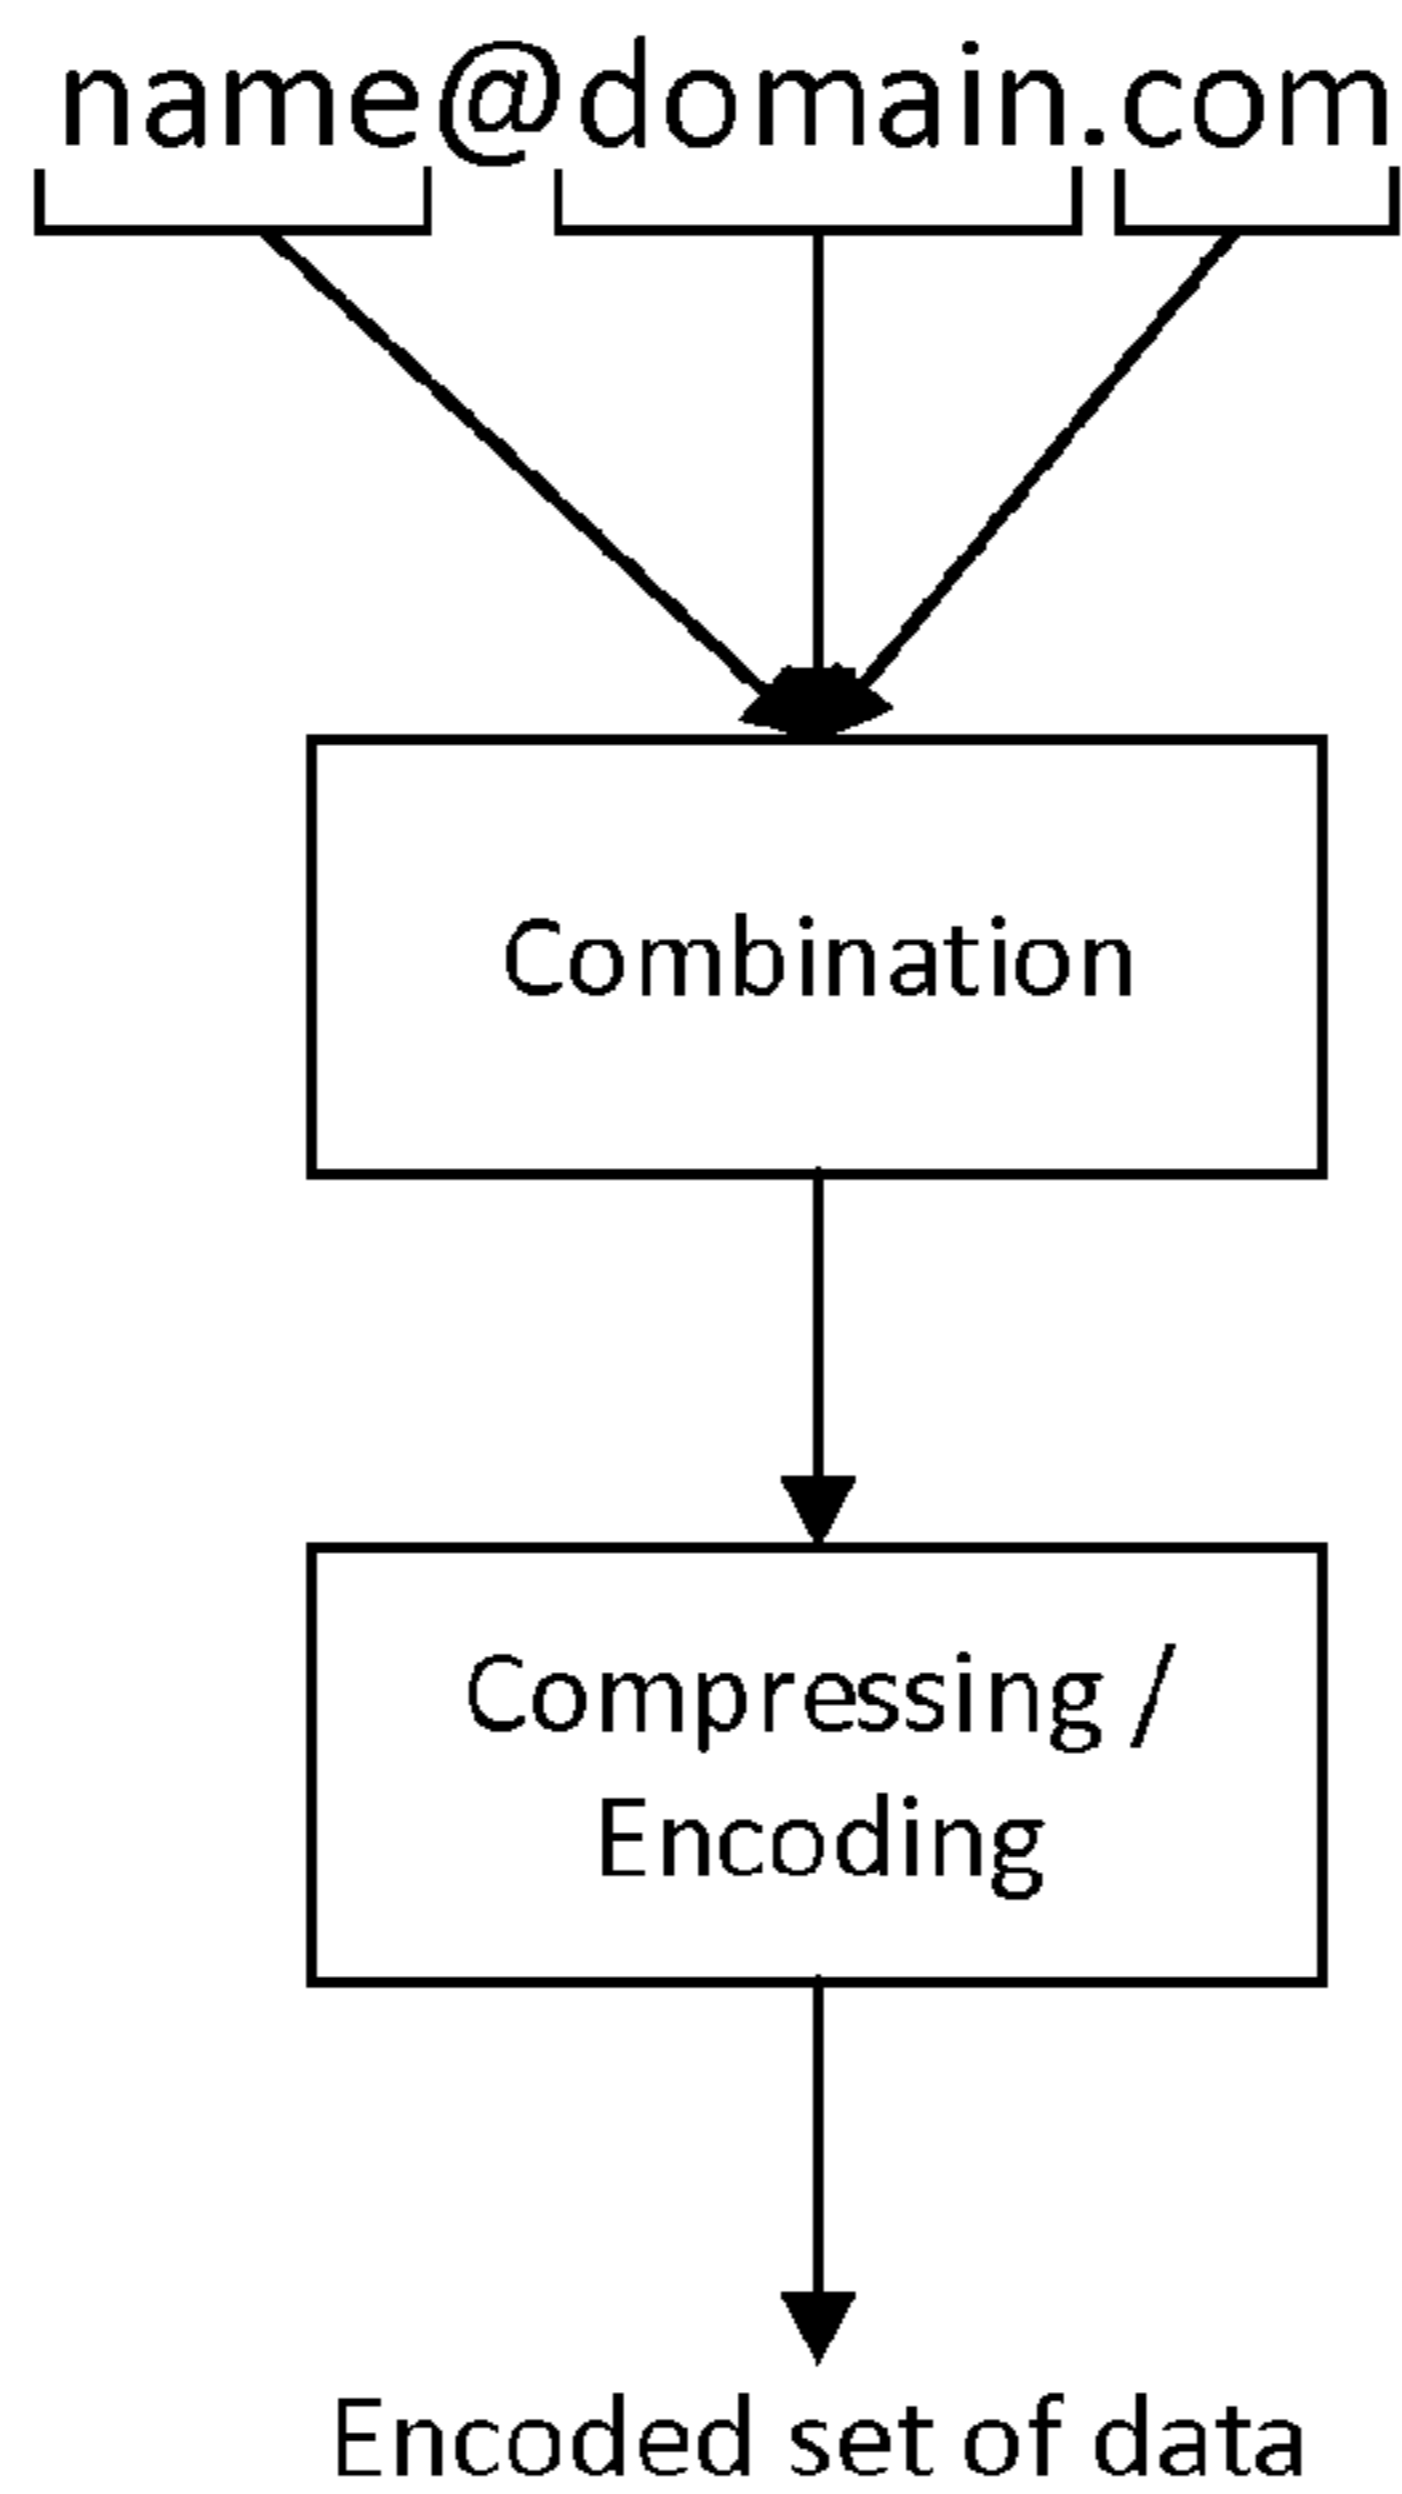 name@domain.com
Combination
Compressing /
Encoding
Encoded set of data